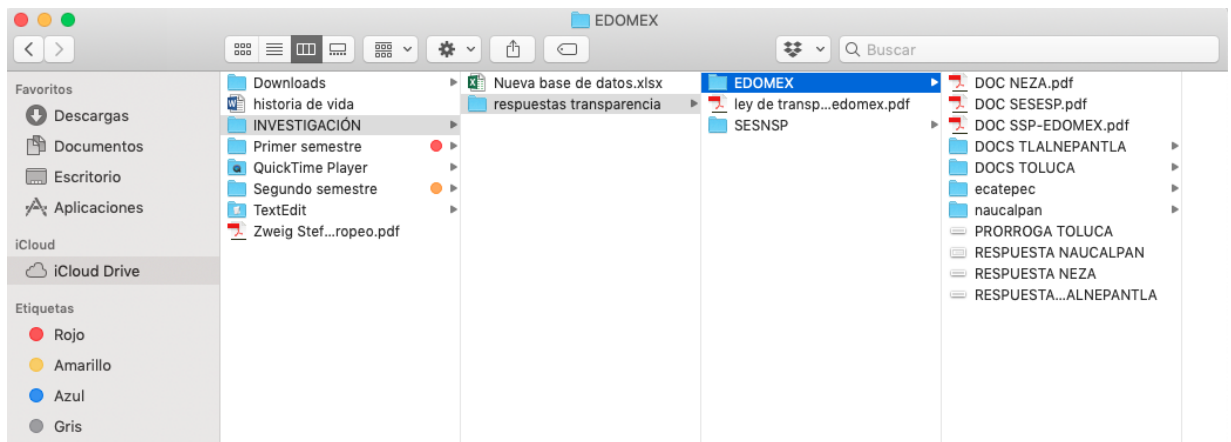 EDOMEX
Buscar
Favoritos
Descargas
Documentos
Escritorio
Aplicaciones
iCloud
iCloud Drive
Etiquetas
Rojo
Amarillo
Azul
Gris
Downloads
historia de vida
INVESTIGACIÓN
Primer semestre
QuickTime Player
Segundo semestre
TextEdit
Zweig Stef...ropeo.pdf
Nueva base de datos.xlsx
respuestas transparencia
EDOMEX
ley de transp...edomex.pdf
SESNSP
DOC NEZA.pdf
DOC SESESP.pdf
DOC SSP-EDOMEX.pdf
DOCS TLALNEPANTLA
DOCS TOLUCA
ecatepec
naucalpan
PRORROGA TOLUCA
RESPUESTA NAUCALPAN
RESPUESTA NEZA
RESPUESTA...ALNEPANTLA